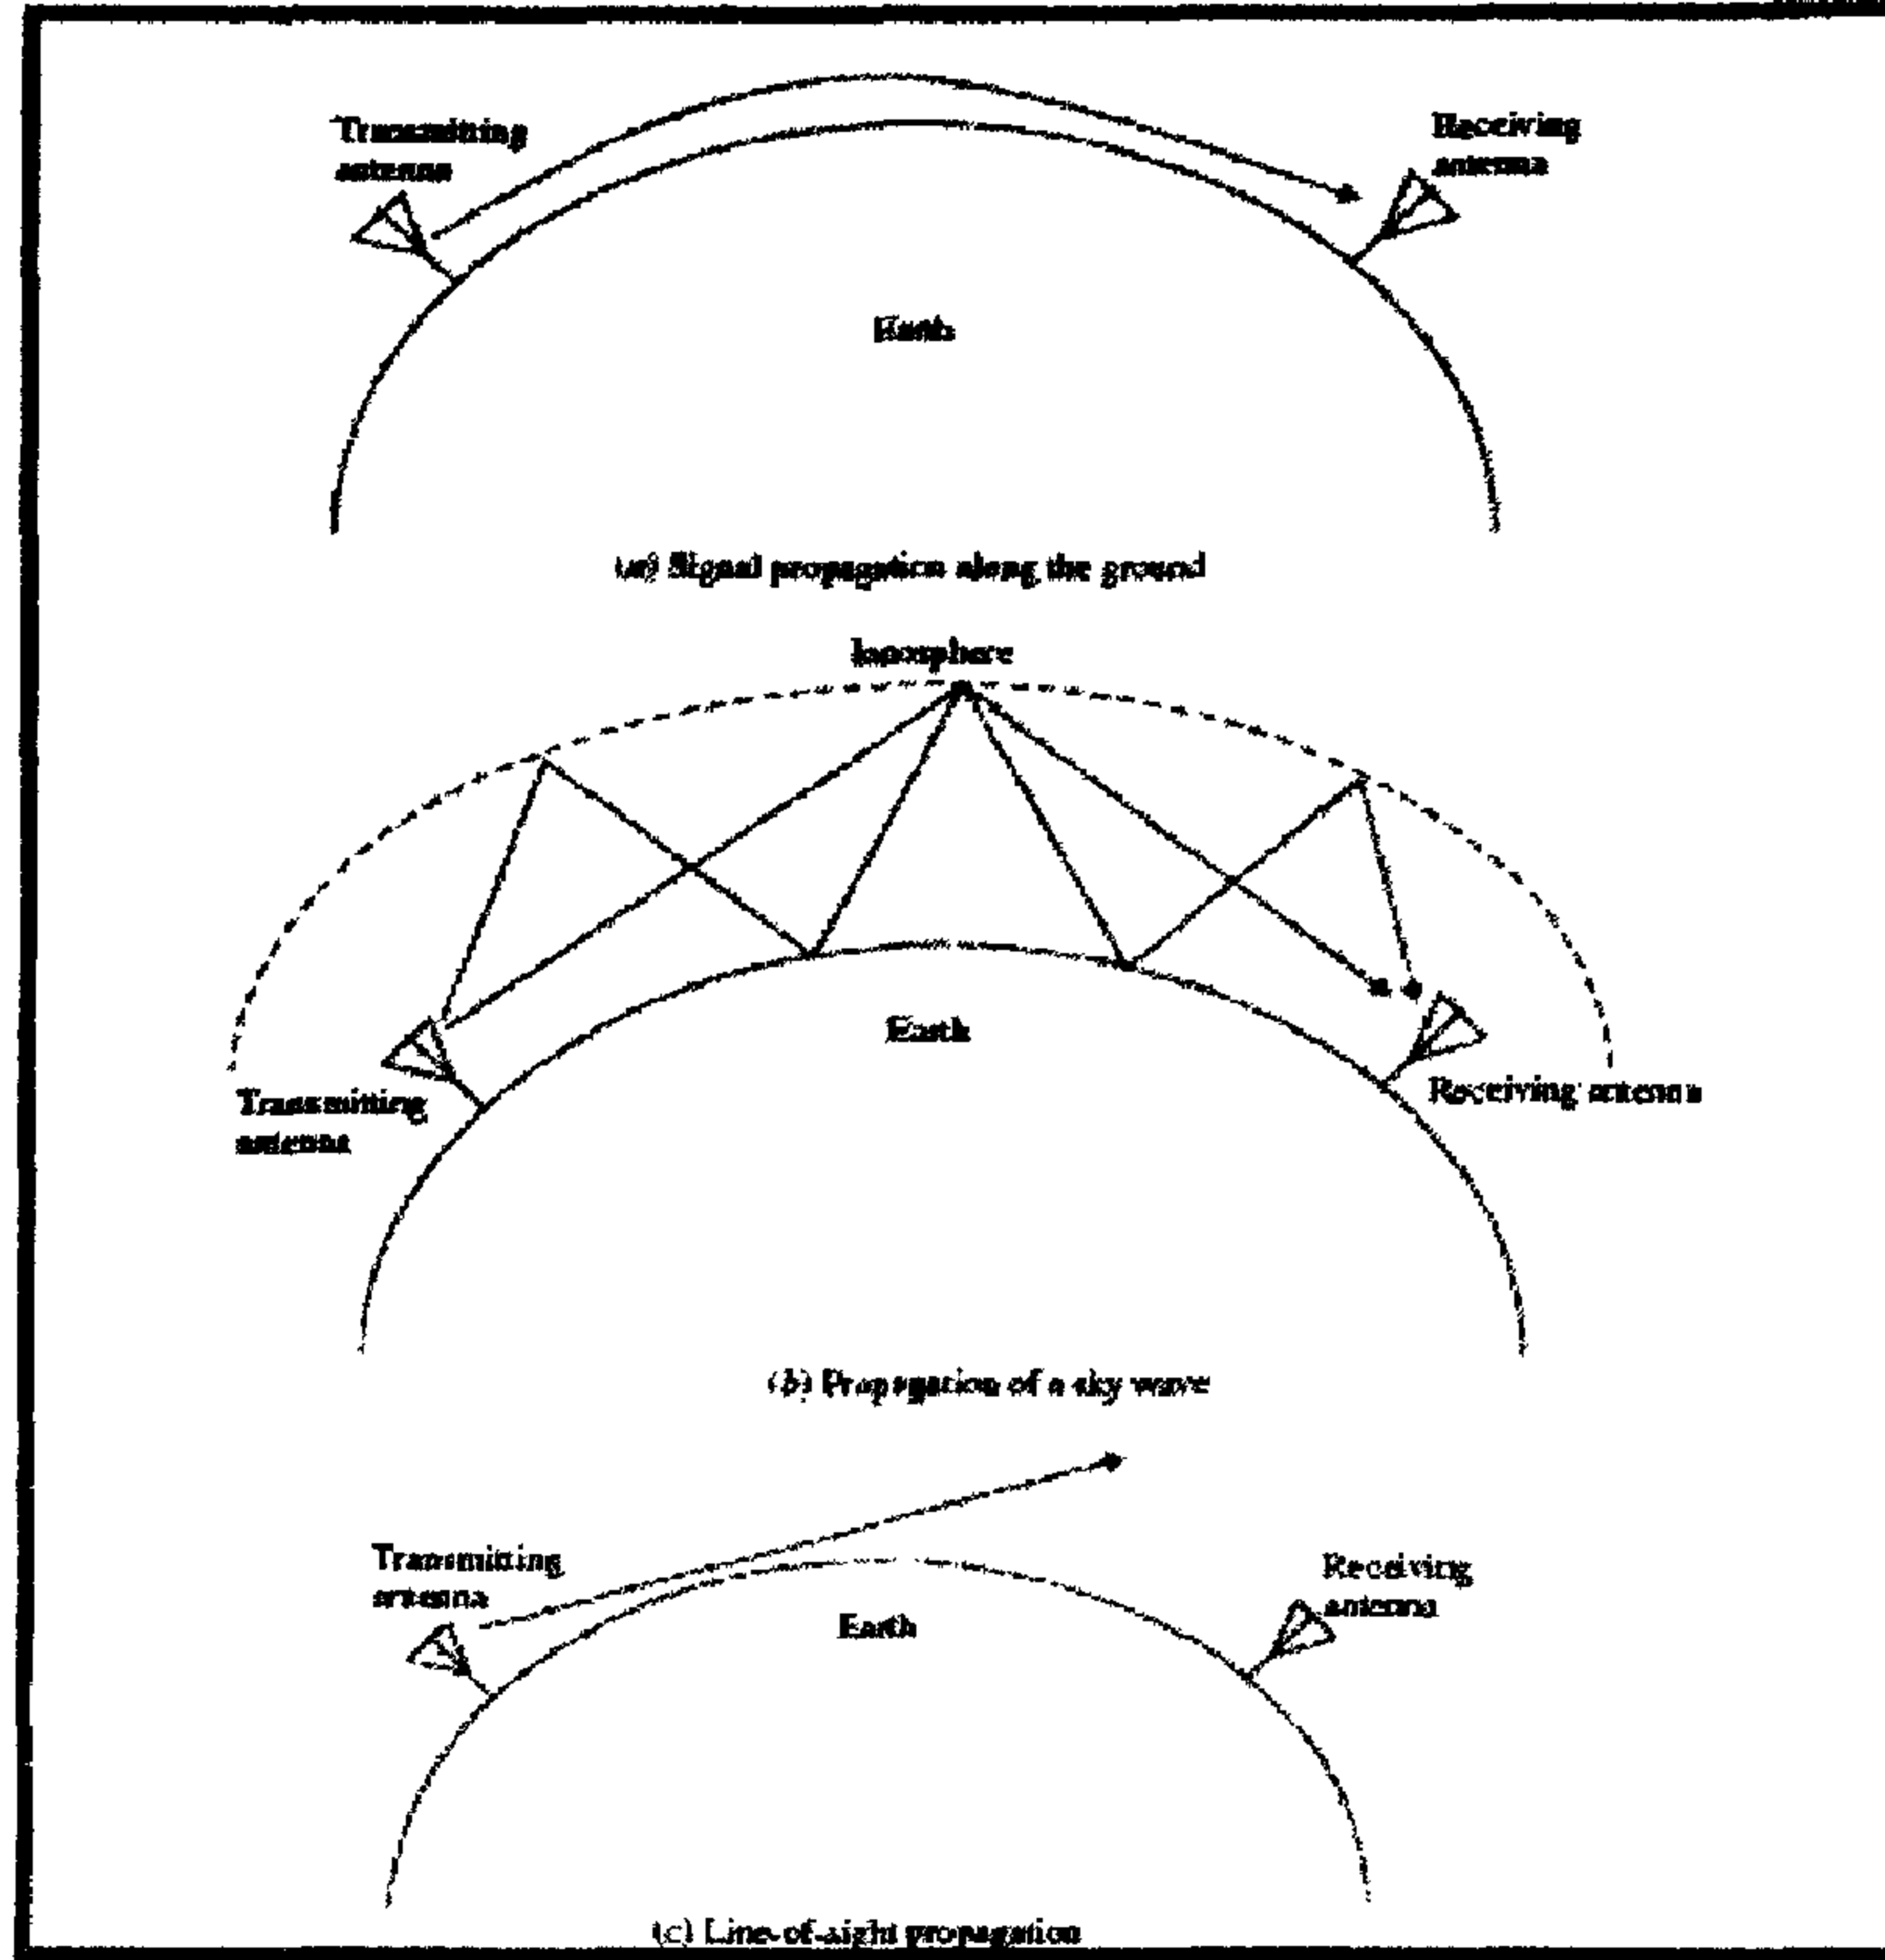 Transmitting
antenna
Receiving
antenna
Earth
(a) Signal propagation along the ground
Ionosphere
Earth
Transmitting
antenna
Receiving antenna
(b) Propagation of a sky wave
Transmitting
antenna
Receiving
antenna
Earth
(c) Line-of-sight propagation